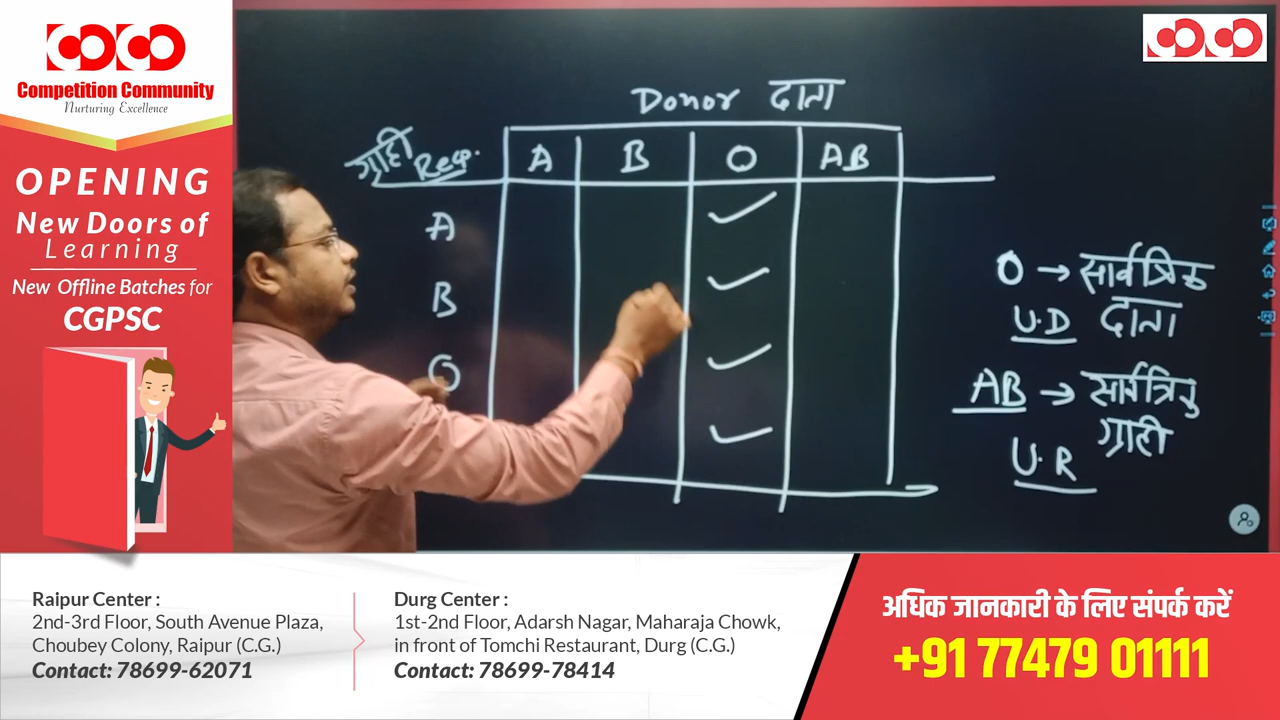 COCO
Competition Community
Nurturing Excellence
OPENING
New Doors of
Learning
New Offline Batches for
CGPSC
COCO
Donor दाता
ग्राही Rep. A B O AB
A
B
O
O → सार्वत्रिक
U.D दाता
AB → सार्वत्रिक
ग्राही
U.R
Raipur Center :
2nd-3rd Floor, South Avenue Plaza,
Choubey Colony, Raipur (C.G.)
Contact: 78699-62071
Durg Center :
1st-2nd Floor, Adarsh Nagar, Maharaja Chowk,
in front of Tomchi Restaurant, Durg (C.G.)
Contact: 78699-78414
अधिक जानकारी के लिए संपर्क करें
+91 77479 01111